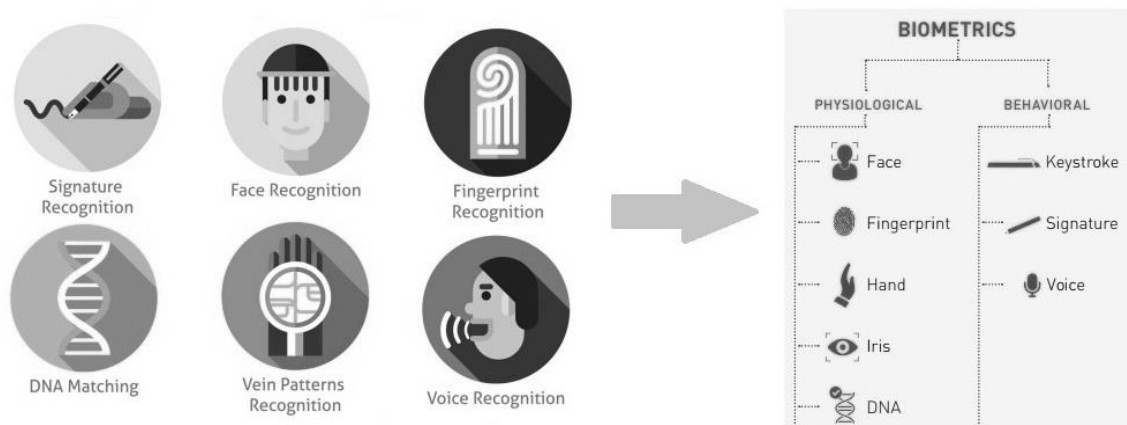 Signature
Recognition
Face Recognition
Fingerprint
Recognition
DNA Matching
Vein Patterns
Recognition
Voice Recognition
BIOMETRICS
PHYSIOLOGICAL
Face
Fingerprint
Hand
Iris
DNA
BEHAVIORAL
Keystroke
Signature
Voice